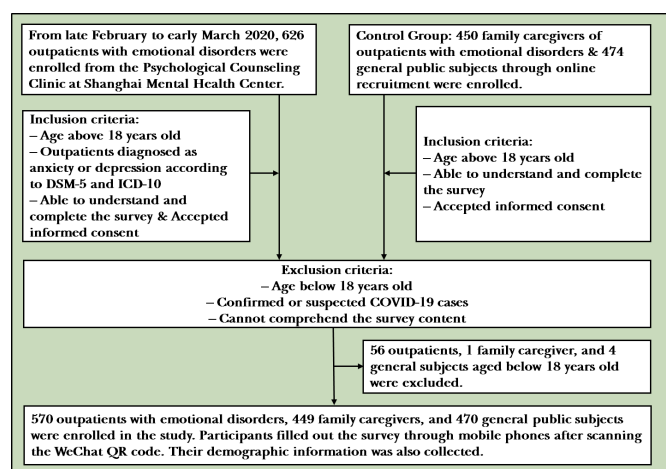 From late February to early March 2020, 626
outpatients with emotional disorders were
enrolled from the Psychological Counseling
Clinic at Shanghai Mental Health Center.
Control Group: 450 family caregivers of
outpatients with emotional disorders & 474
general public subjects through online
recruitment were enrolled.
Inclusion criteria:
– Age above 18 years old
– Outpatients diagnosed as
anxiety or depression according
to DSM-5 and ICD-10
– Able to understand and
complete the survey & Accepted
informed consent
Inclusion criteria:
– Age above 18 years old
– Able to understand and complete
the survey
– Accepted informed consent
Exclusion criteria:
– Age below 18 years old
– Confirmed or suspected COVID-19 cases
– Cannot comprehend the survey content
56 outpatients, 1 family caregiver, and 4
general subjects aged below 18 years old
were excluded.
570 outpatients with emotional disorders, 449 family caregivers, and 470 general public subjects
were enrolled in the study. Participants filled out the survey through mobile phones after scanning
the WeChat QR code. Their demographic information was also collected.